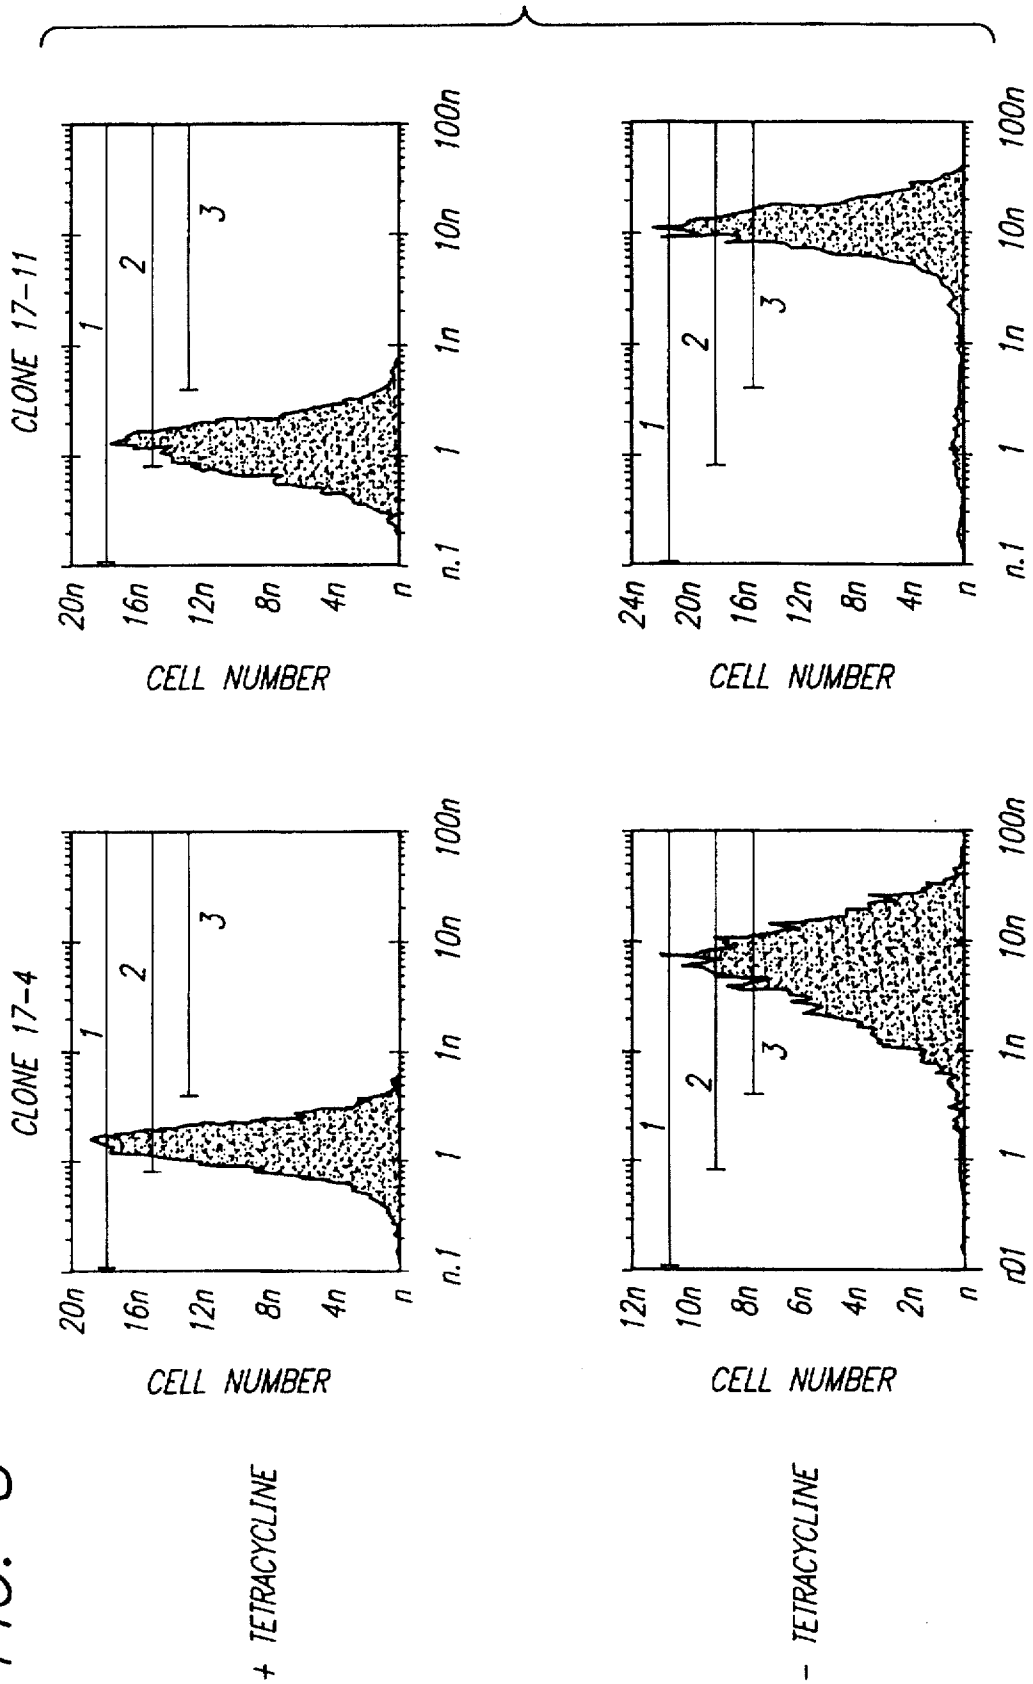 CLONE 17-4
CLONE 17-11
+ TETRACYCLINE
CELL NUMBER
20n
16n
12n
8n
4n
n
1
2
3
n.1
1
1n
10n
100n
CELL NUMBER
20n
16n
12n
8n
4n
n
1
2
3
n.1
1
1n
10n
100n
- TETRACYCLINE
CELL NUMBER
12n
10n
8n
6n
4n
2n
n
1
2
3
1
1n
10n
100n
CELL NUMBER
24n
20n
16n
12n
8n
4n
n
1
2
3
n.1
1
1n
10n
100n